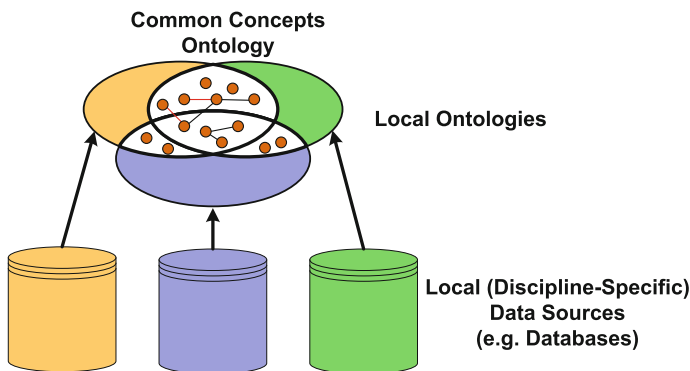 Common Concepts
Ontology
Local Ontologies
Local (Discipline-Specific)
Data Sources
(e.g. Databases)